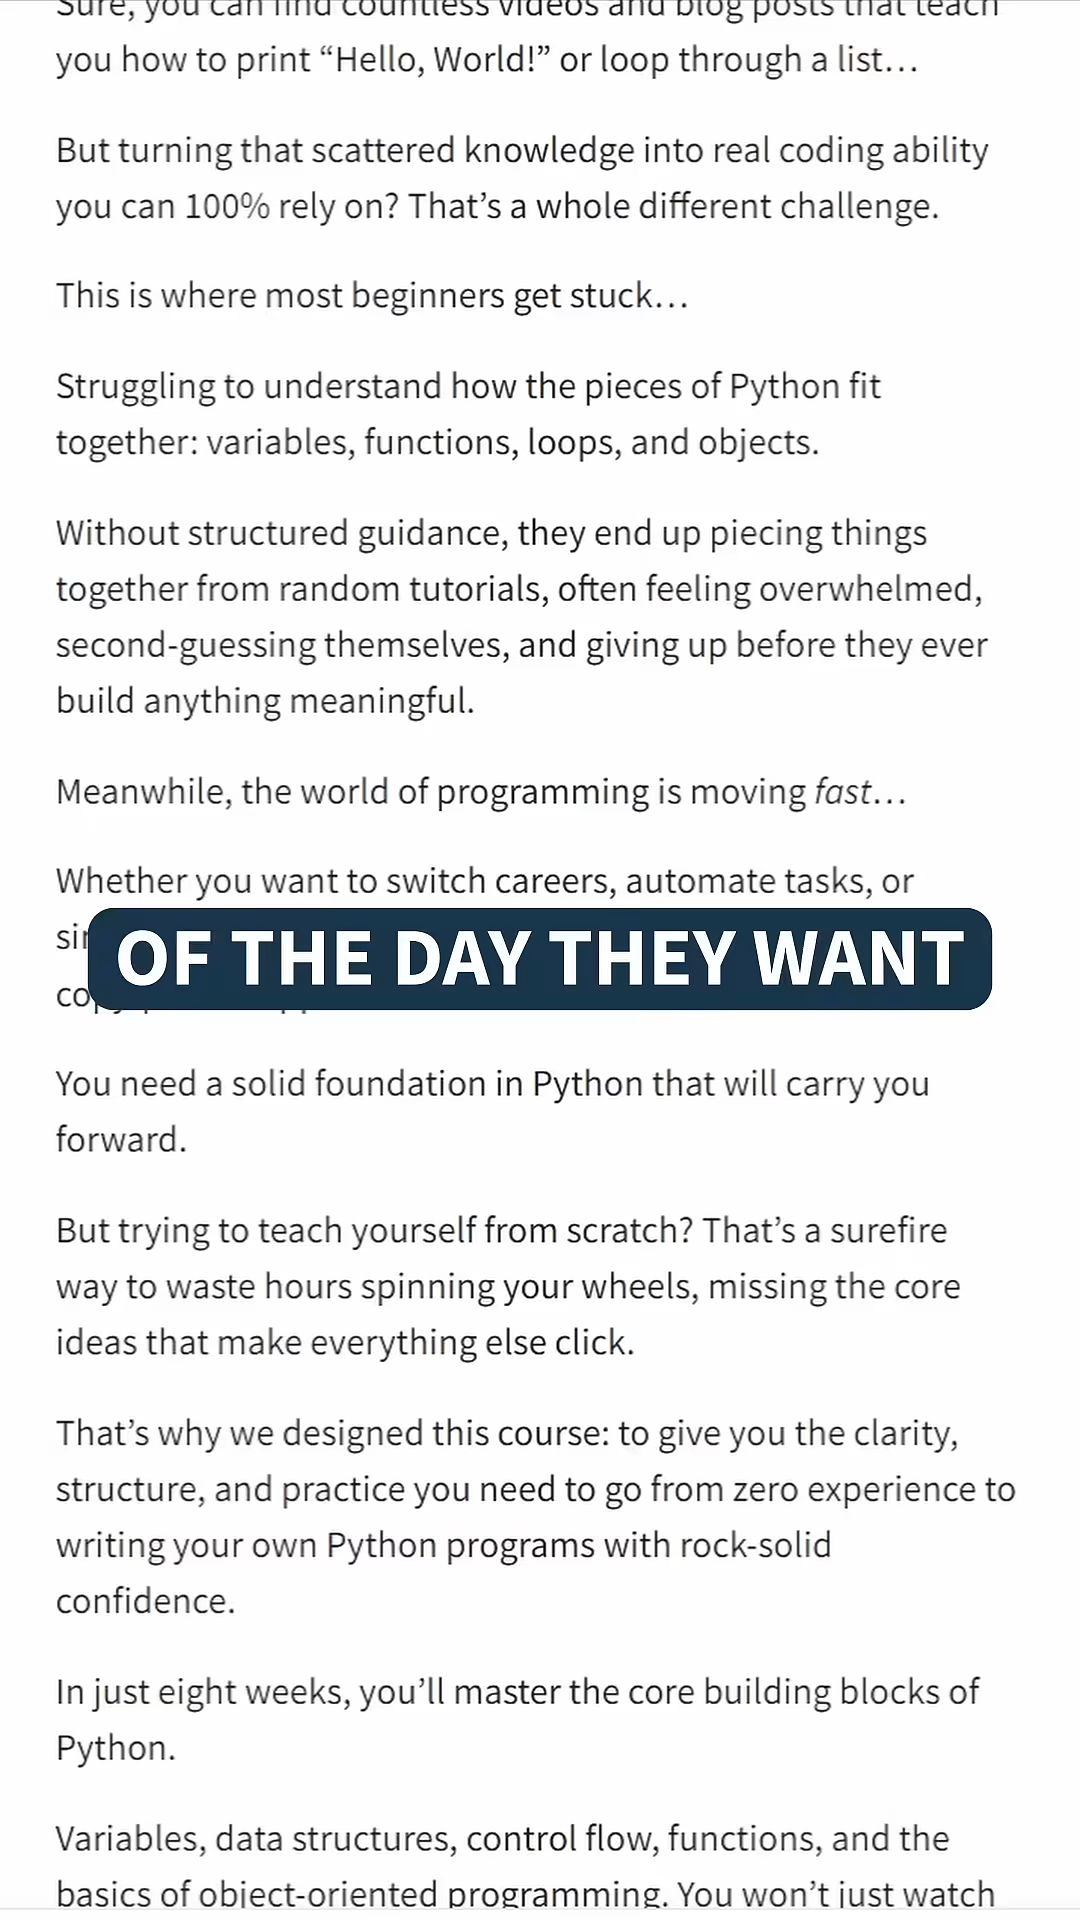 Sure, you can find countless videos and blog posts that teach
you how to print “Hello, World!” or loop through a list…
But turning that scattered knowledge into real coding ability
you can 100% rely on? That’s a whole different challenge.
This is where most beginners get stuck…
Struggling to understand how the pieces of Python fit
together: variables, functions, loops, and objects.
Without structured guidance, they end up piecing things
together from random tutorials, often feeling overwhelmed,
second-guessing themselves, and giving up before they ever
build anything meaningful.
Meanwhile, the world of programming is moving fast…
Whether you want to switch careers, automate tasks, or
OF THE DAY THEY WANT
You need a solid foundation in Python that will carry you
forward.
But trying to teach yourself from scratch? That’s a surefire
way to waste hours spinning your wheels, missing the core
ideas that make everything else click.
That’s why we designed this course: to give you the clarity,
structure, and practice you need to go from zero experience to
writing your own Python programs with rock-solid
confidence.
In just eight weeks, you’ll master the core building blocks of
Python.
Variables, data structures, control flow, functions, and the
basics of object-oriented programming. You won’t just watch